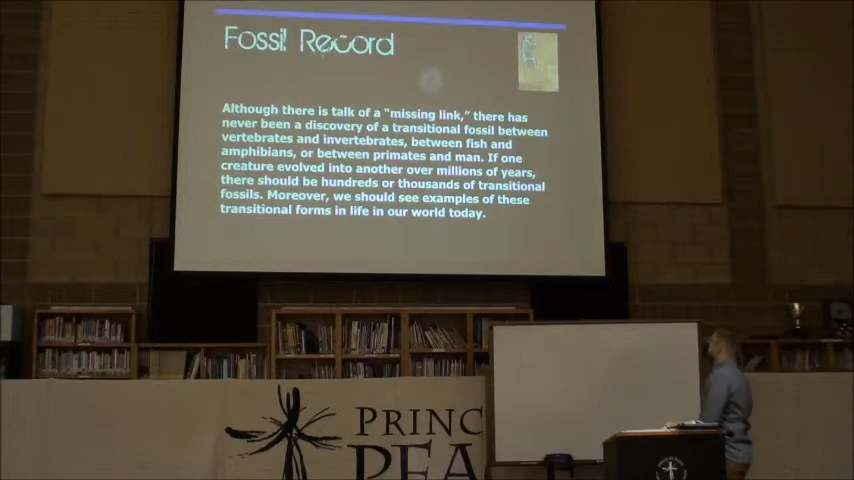 Fossil Record
Although there is talk of a “missing link,” there has
never been a discovery of a transitional fossil between
vertebrates and invertebrates, between fish and
amphibians, or between primates and man. If one
creature evolved into another over millions of years,
there should be hundreds or thousands of transitional
fossils. Moreover, we should see examples of these
transitional forms in life in our world today.
PRINC
PEA